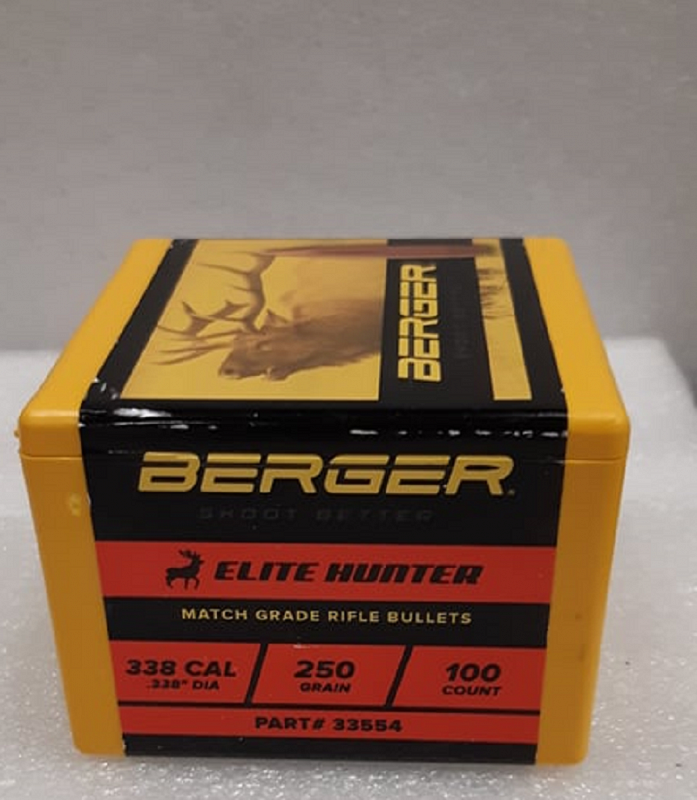 BERGER
BERGER
SHOOT BETTER
ELITE HUNTER
MATCH GRADE RIFLE BULLETS
338 CAL
.338" DIA
250
GRAIN
100
COUNT
PART# 33554